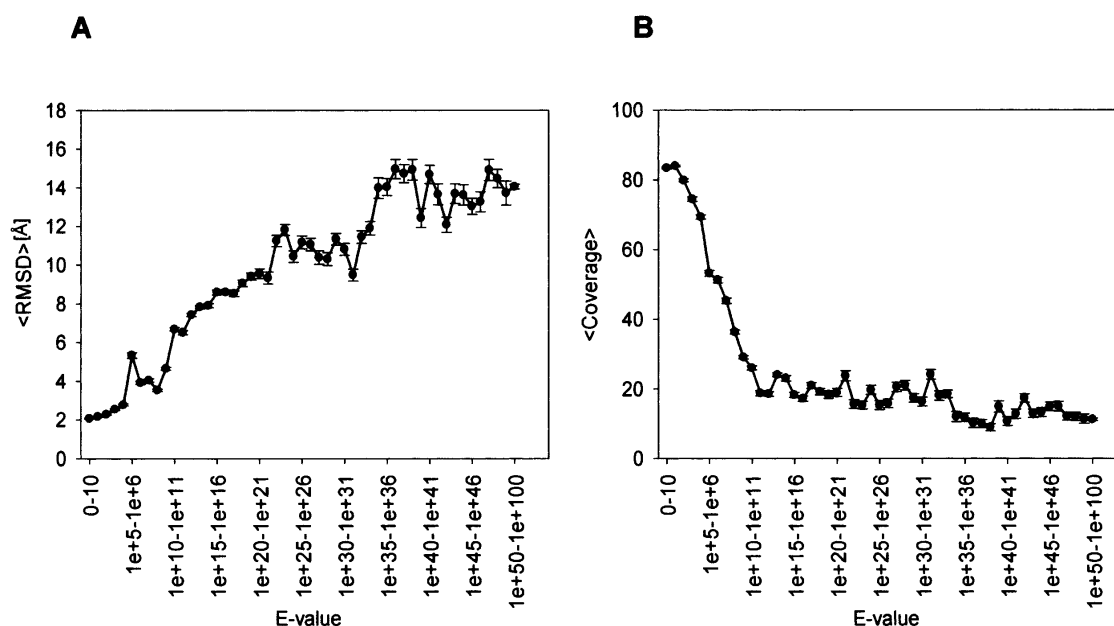 A
<RMSD> [Å]
18
16
14
12
10
8
6
4
2
0
0-10
1e+5-1e+6
1e+10-1e+11
1e+15-1e+16
1e+20-1e+21
1e+25-1e+26
1e+30-1e+31
1e+35-1e+36
1e+40-1e+41
1e+45-1e+46
1e+50-1e+100
E-value
B
<Coverage>
100
80
60
40
20
0
0-10
1e+5-1e+6
1e+10-1e+11
1e+15-1e+16
1e+20-1e+21
1e+25-1e+26
1e+30-1e+31
1e+35-1e+36
1e+40-1e+41
1e+45-1e+46
1e+50-1e+100
E-value